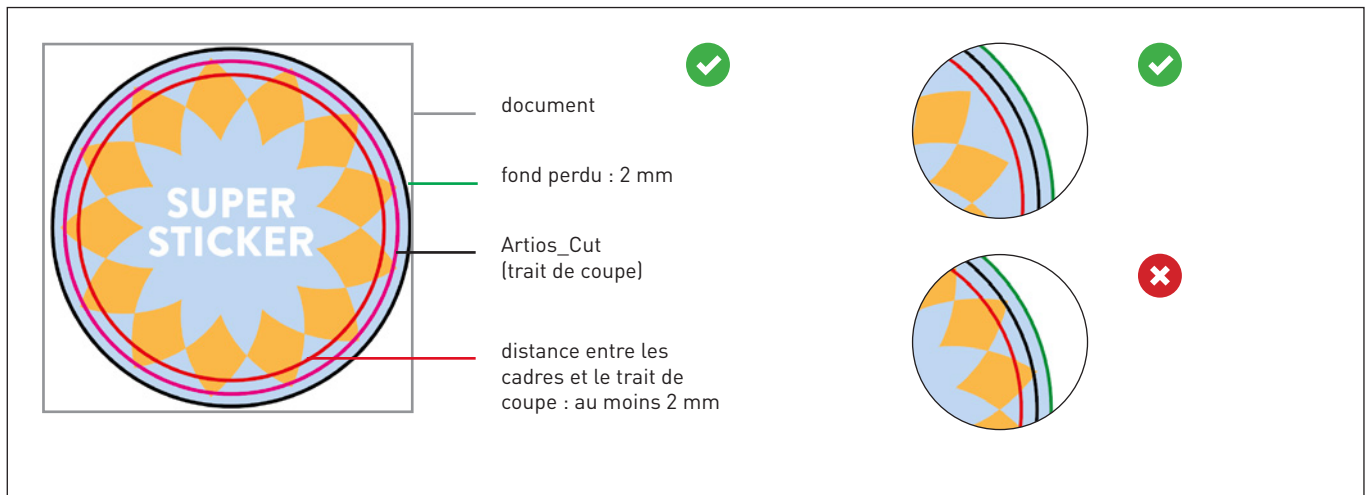 SUPER
STICKER
document
fond perdu : 2 mm
Artios_Cut
(trait de coupe)
distance entre les
cadres et le trait de
coupe : au moins 2 mm